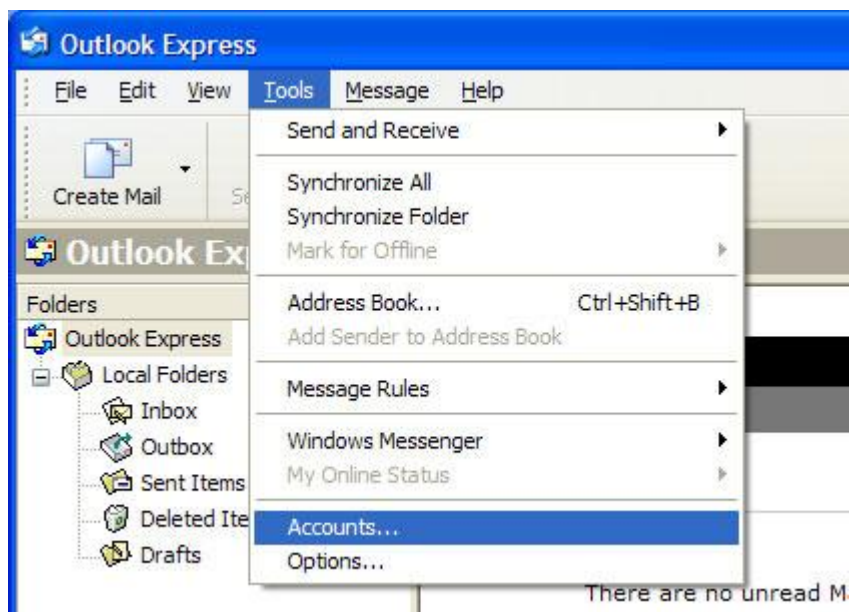 Outlook Express
File Edit View Tools Message Help
Create Mail
Send and Receive
Synchronize All
Synchronize Folder
Mark for Offline
Address Book... Ctrl+Shift+B
Add Sender to Address Book
Message Rules
Windows Messenger
My Online Status
Accounts...
Options...
Outlook Ex
Folders
Outlook Express
Local Folders
Inbox
Outbox
Sent Items
Deleted Ite
Drafts
There are no unread M